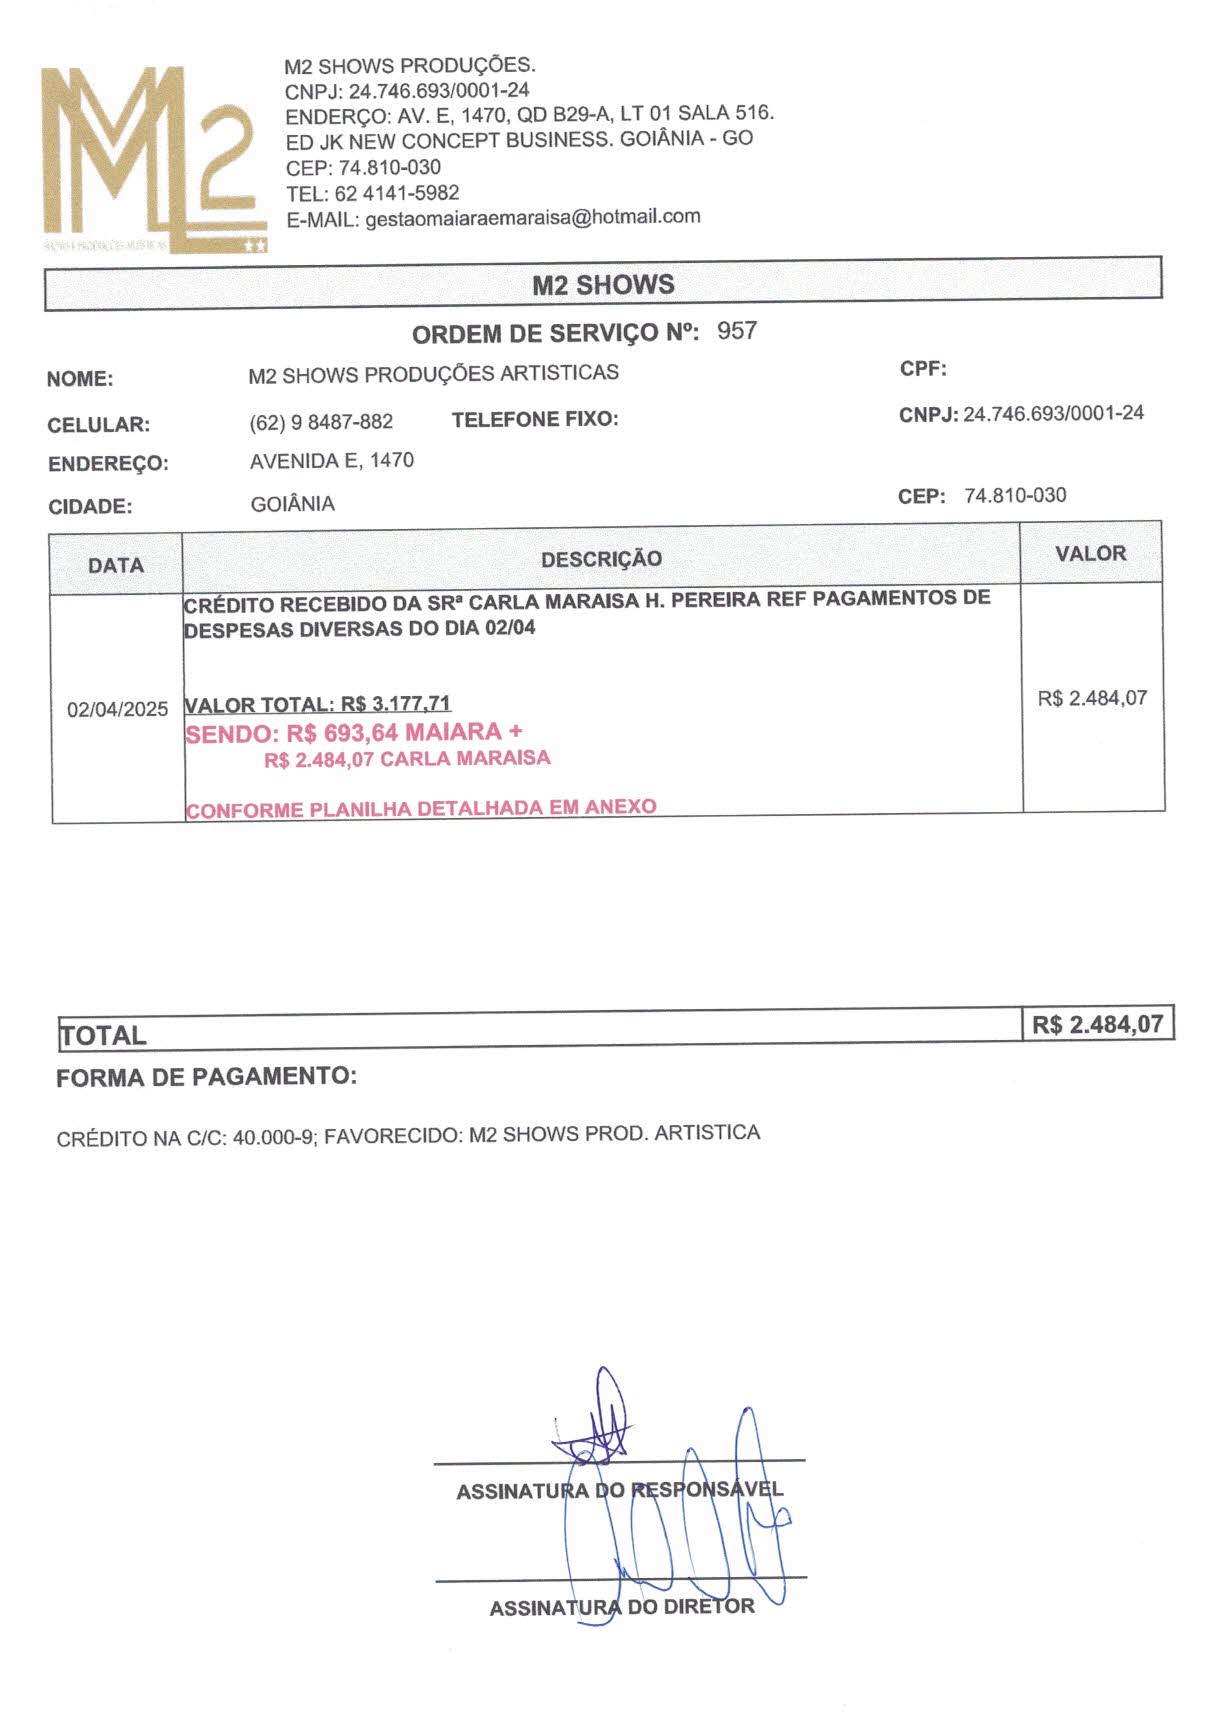 M2 SHOWS PRODUÇÕES.
CNPJ: 24.746.693/0001-24
ENDERÇO: AV. E, 1470, QD B29-A, LT 01 SALA 516.
ED JK NEW CONCEPT BUSINESS. GOIÂNIA - GO
CEP: 74.810-030
TEL: 62 4141-5982
E-MAIL: gestaomaiaraemaraisa@hotmail.com
M2
M2 SHOWS
ORDEM DE SERVIÇO Nº: 957
NOME: M2 SHOWS PRODUÇÕES ARTISTICAS CPF:
CELULAR: (62) 9 8487-882 TELEFONE FIXO: CNPJ: 24.746.693/0001-24
ENDEREÇO: AVENIDA E, 1470
CIDADE: GOIÂNIA CEP: 74.810-030
DATA DESCRIÇÃO VALOR
CRÉDITO RECEBIDO DA SRª CARLA MARAISA H. PEREIRA REF PAGAMENTOS DE
DESPESAS DIVERSAS DO DIA 02/04
02/04/2025 VALOR TOTAL: R$ 3.177,71 R$ 2.484,07
SENDO: R$ 693,64 MAIARA +
R$ 2.484,07 CARLA MARAISA
CONFORME PLANILHA DETALHADA EM ANEXO
TOTAL R$ 2.484,07
FORMA DE PAGAMENTO:
CRÉDITO NA C/C: 40.000-9; FAVORECIDO: M2 SHOWS PROD. ARTISTICA
ASSINATURA DO RESPONSÁVEL
ASSINATURA DO DIRETOR